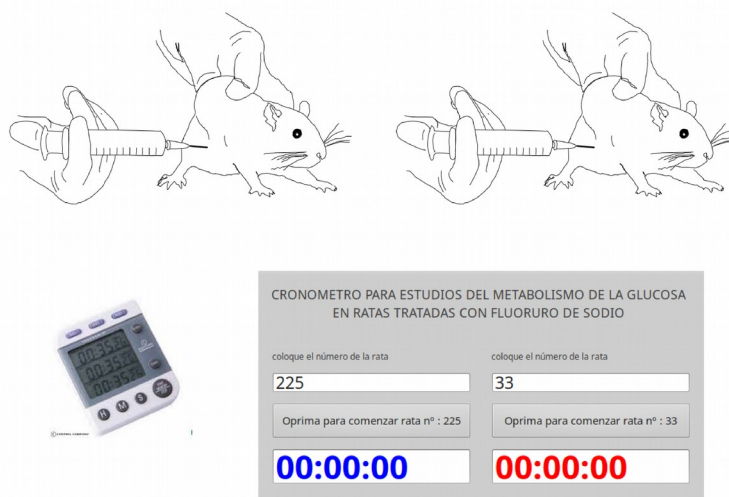 CRONOMETRO PARA ESTUDIOS DEL METABOLISMO DE LA GLUCOSA
EN RATAS TRATADAS CON FLUORURO DE SODIO
coloque el número de la rata
coloque el número de la rata
225
33
Oprima para comenzar rata nº : 225
Oprima para comenzar rata nº : 33
00:00:00
00:00:00
H M S